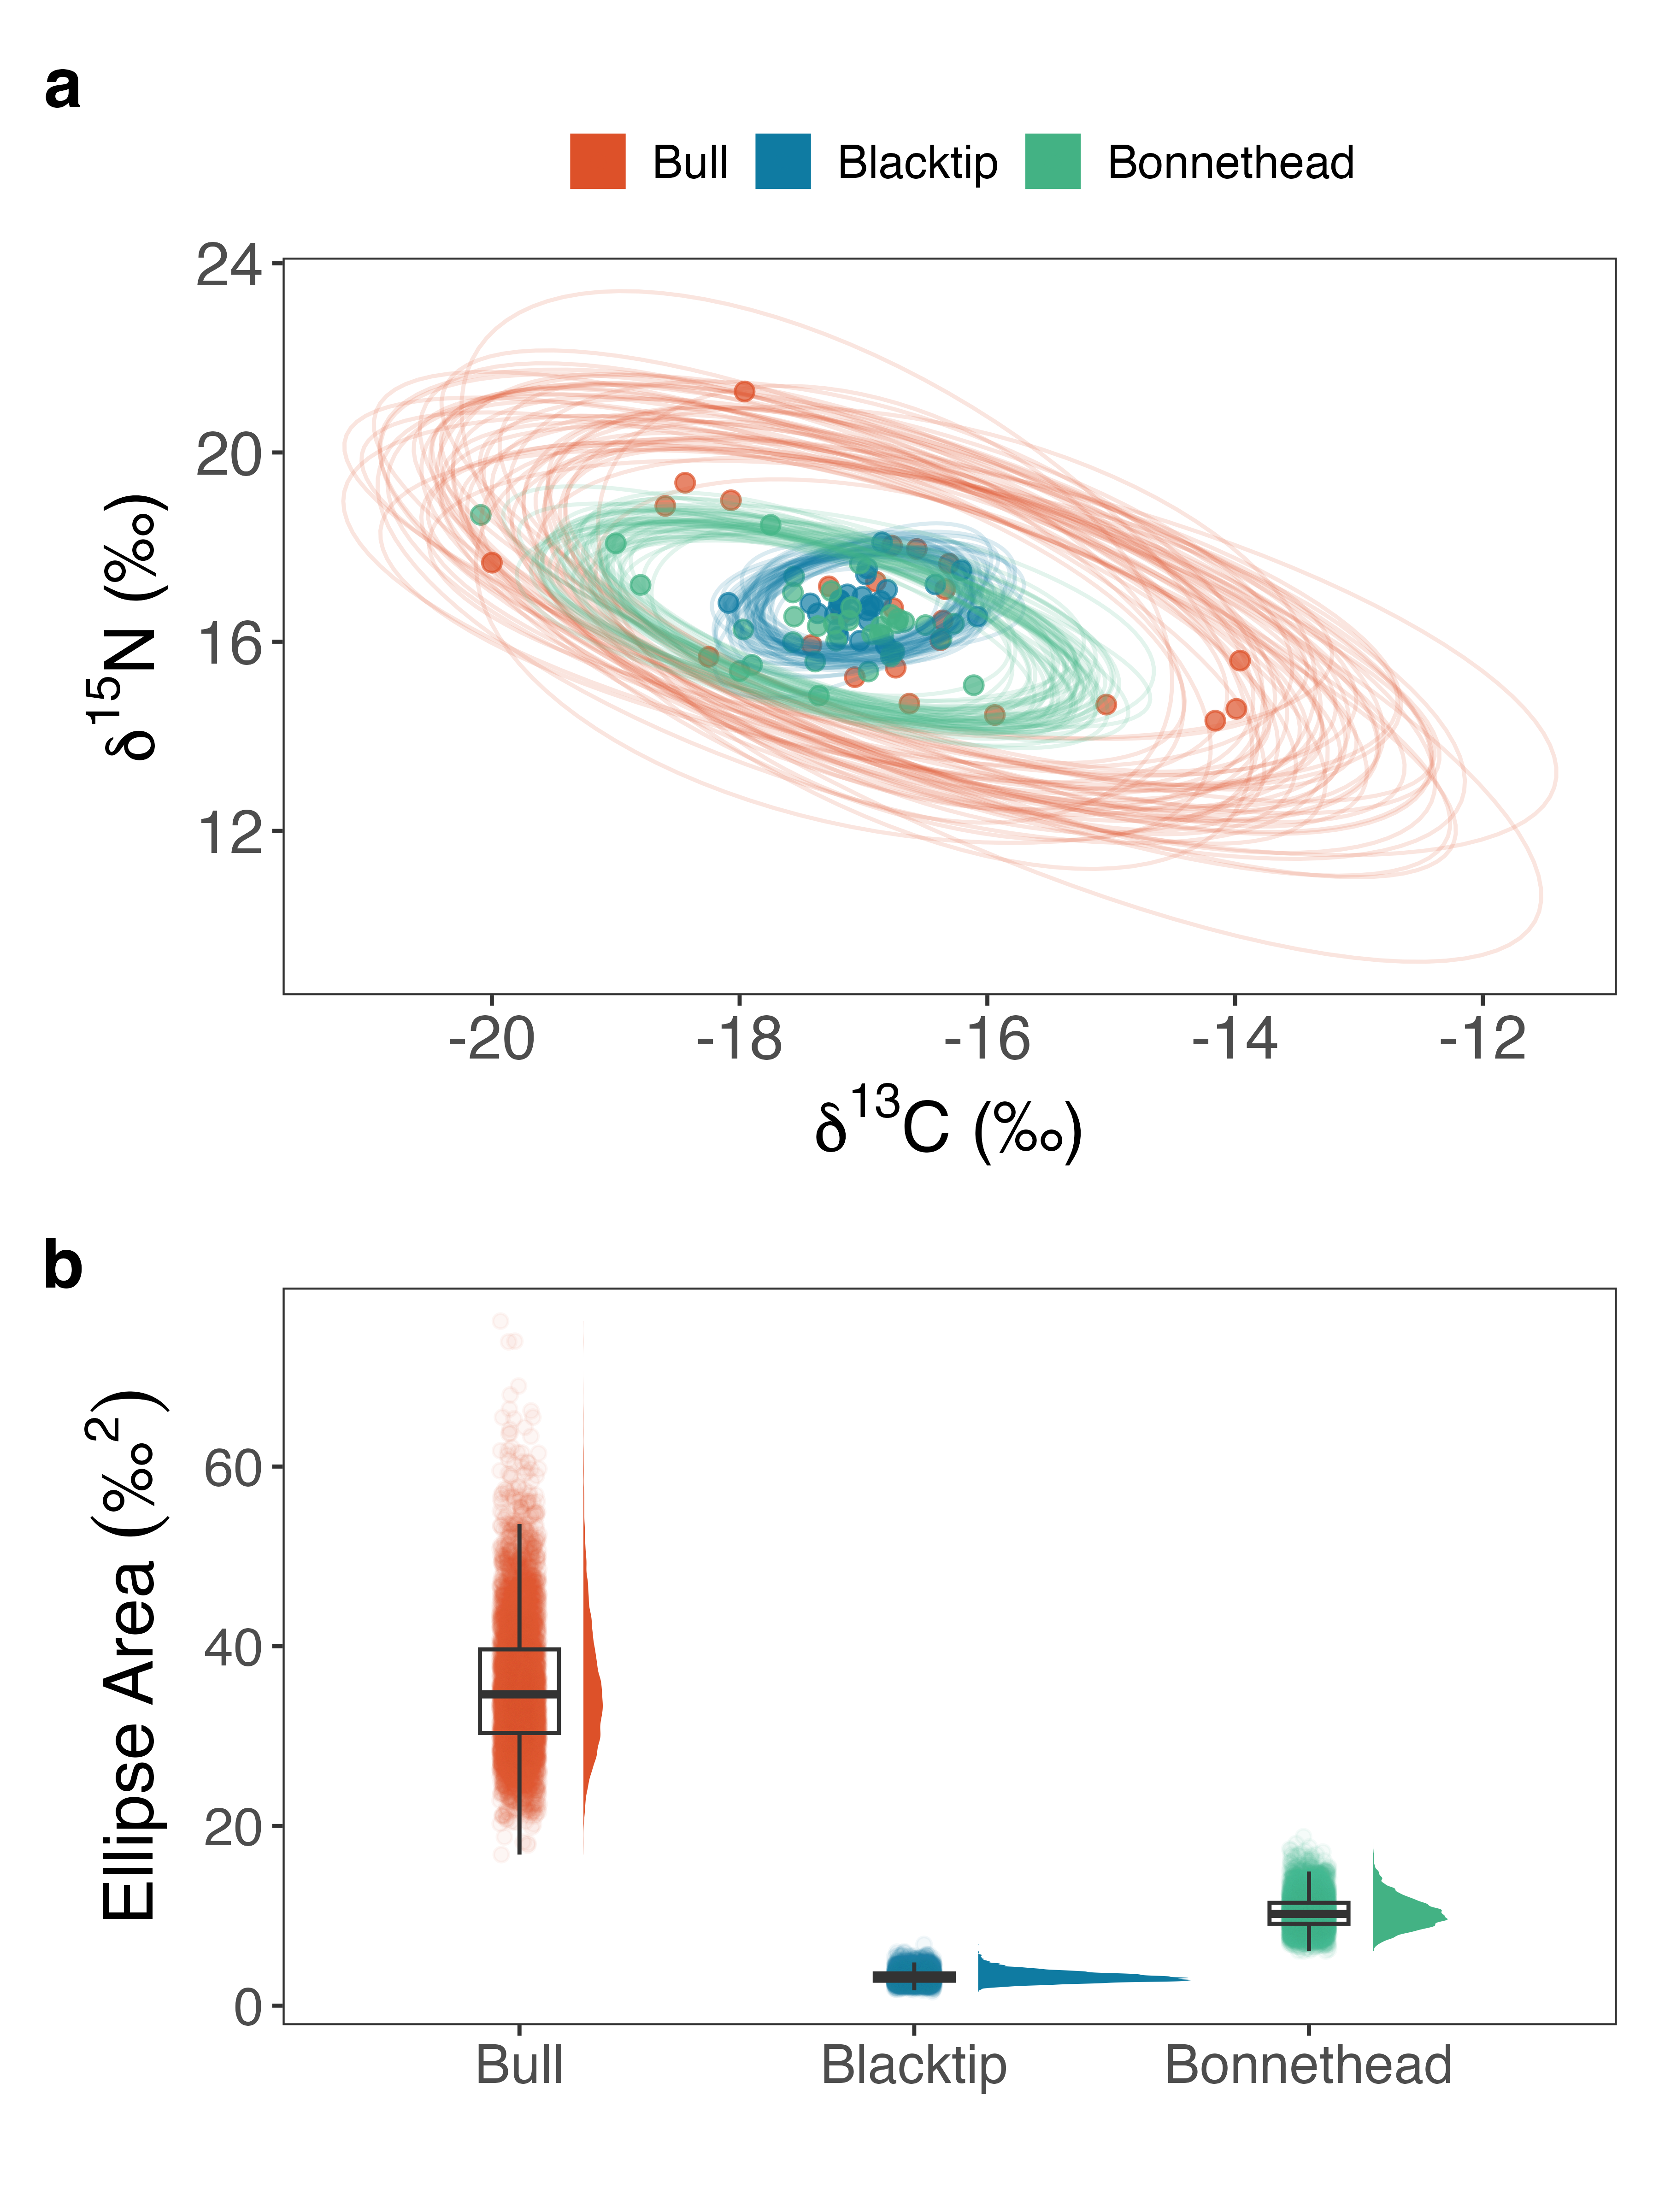 a
Bull Blacktip Bonnethead
24
20
16
12
δ¹⁵N (‰)
-20 -18 -16 -14 -12
δ¹³C (‰)
b
60
40
20
0
Ellipse Area (‰²)
Bull Blacktip Bonnethead